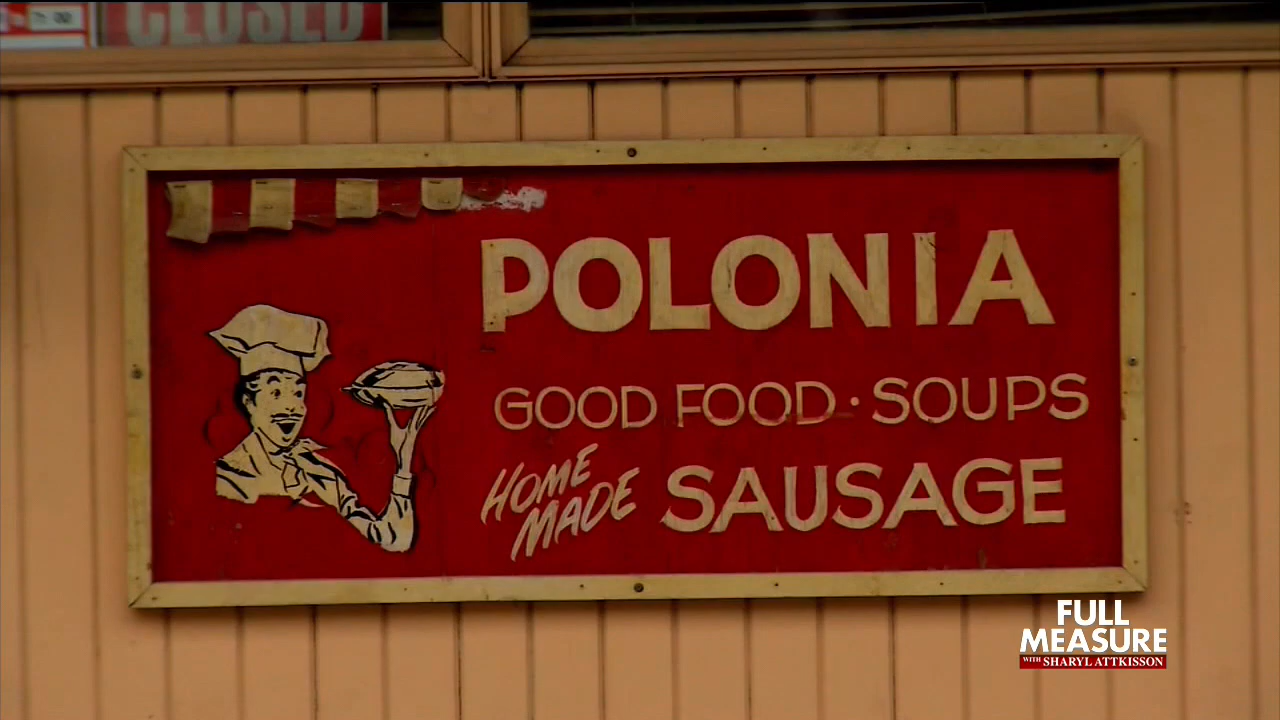 CLOSED
POLONIA
GOOD FOOD · SOUPS
HOME MADE SAUSAGE
FULL
MEASURE
WITH SHARYL ATTKISSON